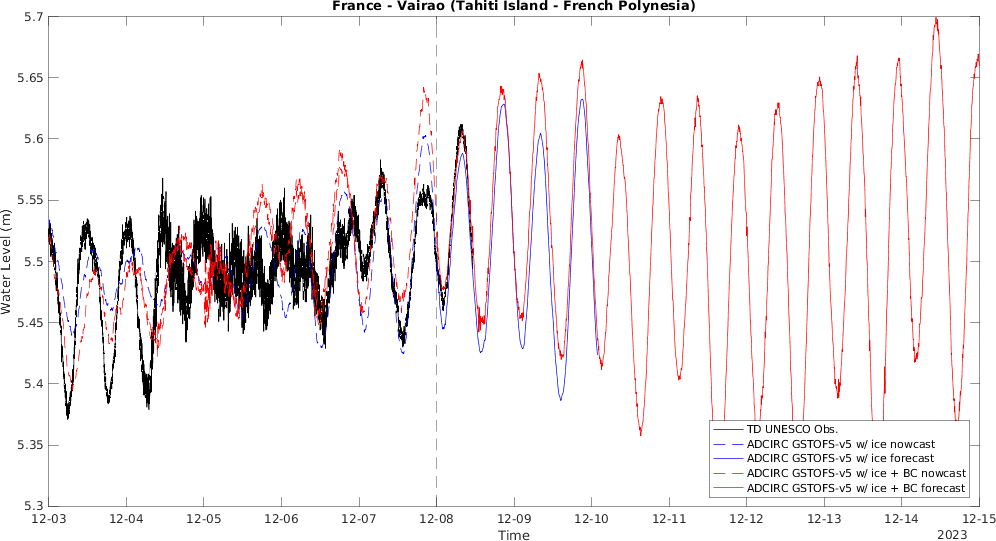 France - Vairao (Tahiti Island - French Polynesia)
5.7
5.65
5.6
5.55
5.5
5.45
5.4
5.35
5.3
Water Level (m)
TD UNESCO Obs.
ADCIRC GSTOFS-v5 w/ ice nowcast
ADCIRC GSTOFS-v5 w/ ice forecast
ADCIRC GSTOFS-v5 w/ ice + BC nowcast
ADCIRC GSTOFS-v5 w/ ice + BC forecast
12-03 12-04 12-05 12-06 12-07 12-08 12-09 12-10 12-11 12-12 12-13 12-14 12-15
Time
2023